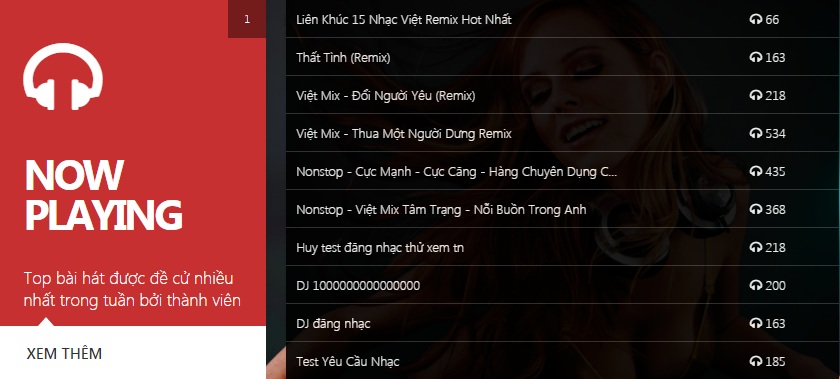 1
NOW
PLAYING
Top bài hát được đề cử nhiều
nhất trong tuần bởi thành viên
XEM THÊM
Liên Khúc 15 Nhạc Việt Remix Hot Nhất 66
Thất Tình (Remix) 163
Việt Mix - Đổi Người Yêu (Remix) 218
Việt Mix - Thua Một Người Dưng Remix 534
Nonstop - Cực Mạnh - Cực Căng - Hàng Chuyên Dụng C... 435
Nonstop - Việt Mix Tâm Trạng - Nỗi Buồn Trong Anh 368
Huy test đăng nhạc thử xem tn 218
DJ 1000000000000000 200
DJ đăng nhạc 163
Test Yêu Cầu Nhạc 185